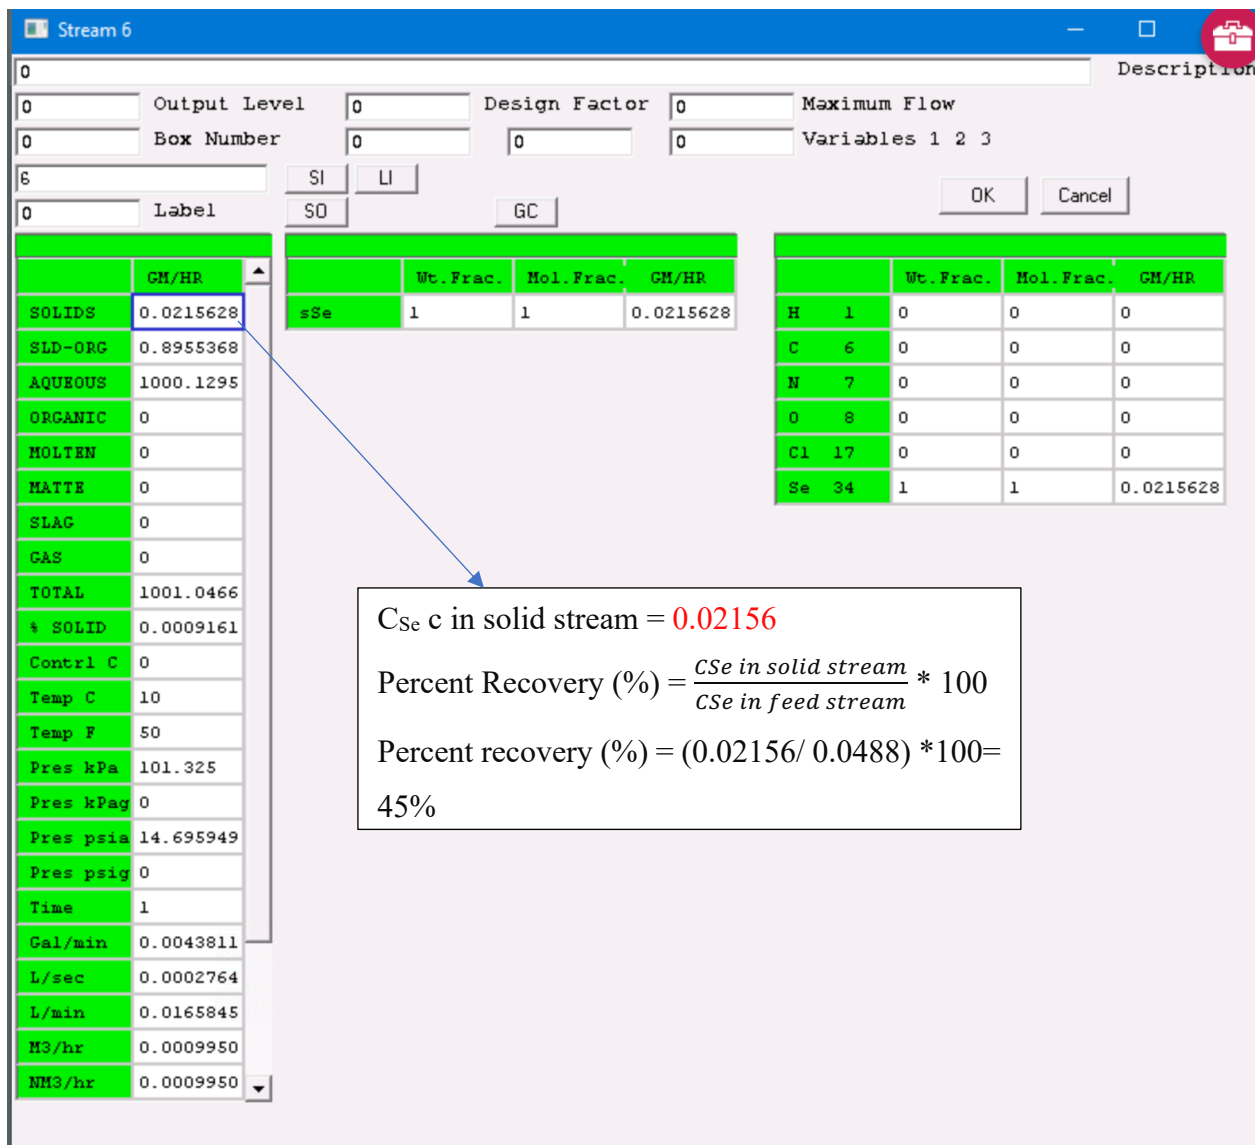 Stream 6
0 Description
0 Output Level 0 Design Factor 0 Maximum Flow
0 Box Number 0 0 0 Variables 1 2 3
6 SI LI
OK Cancel
0 Label SO GC
GM/HR
SOLIDS 0.0215628
SLD-ORG 0.8955368
AQUEOUS 1000.1295
ORGANIC 0
MOLTEN 0
MATTE 0
SLAG 0
GAS 0
TOTAL 1001.0466
% SOLID 0.0009161
Contrl C 0
Temp C 10
Temp F 50
Pres kPa 101.325
Pres kPag 0
Pres psia 14.695949
Pres psig 0
Time 1
Gal/min 0.0043811
L/sec 0.0002764
L/min 0.0165845
M3/hr 0.0009950
NM3/hr 0.0009950
Wt.Frac. Mol.Frac. GM/HR
sSe 1 1 0.0215628
Wt.Frac. Mol.Frac. GM/HR
H 1 0 0 0
C 6 0 0 0
N 7 0 0 0
O 8 0 0 0
Cl 17 0 0 0
Se 34 1 1 0.0215628
CSe c in solid stream = 0.02156
Percent Recovery (%) = CSe in solid stream / CSe in feed stream * 100
Percent recovery (%) = (0.02156/ 0.0488) *100=
45%